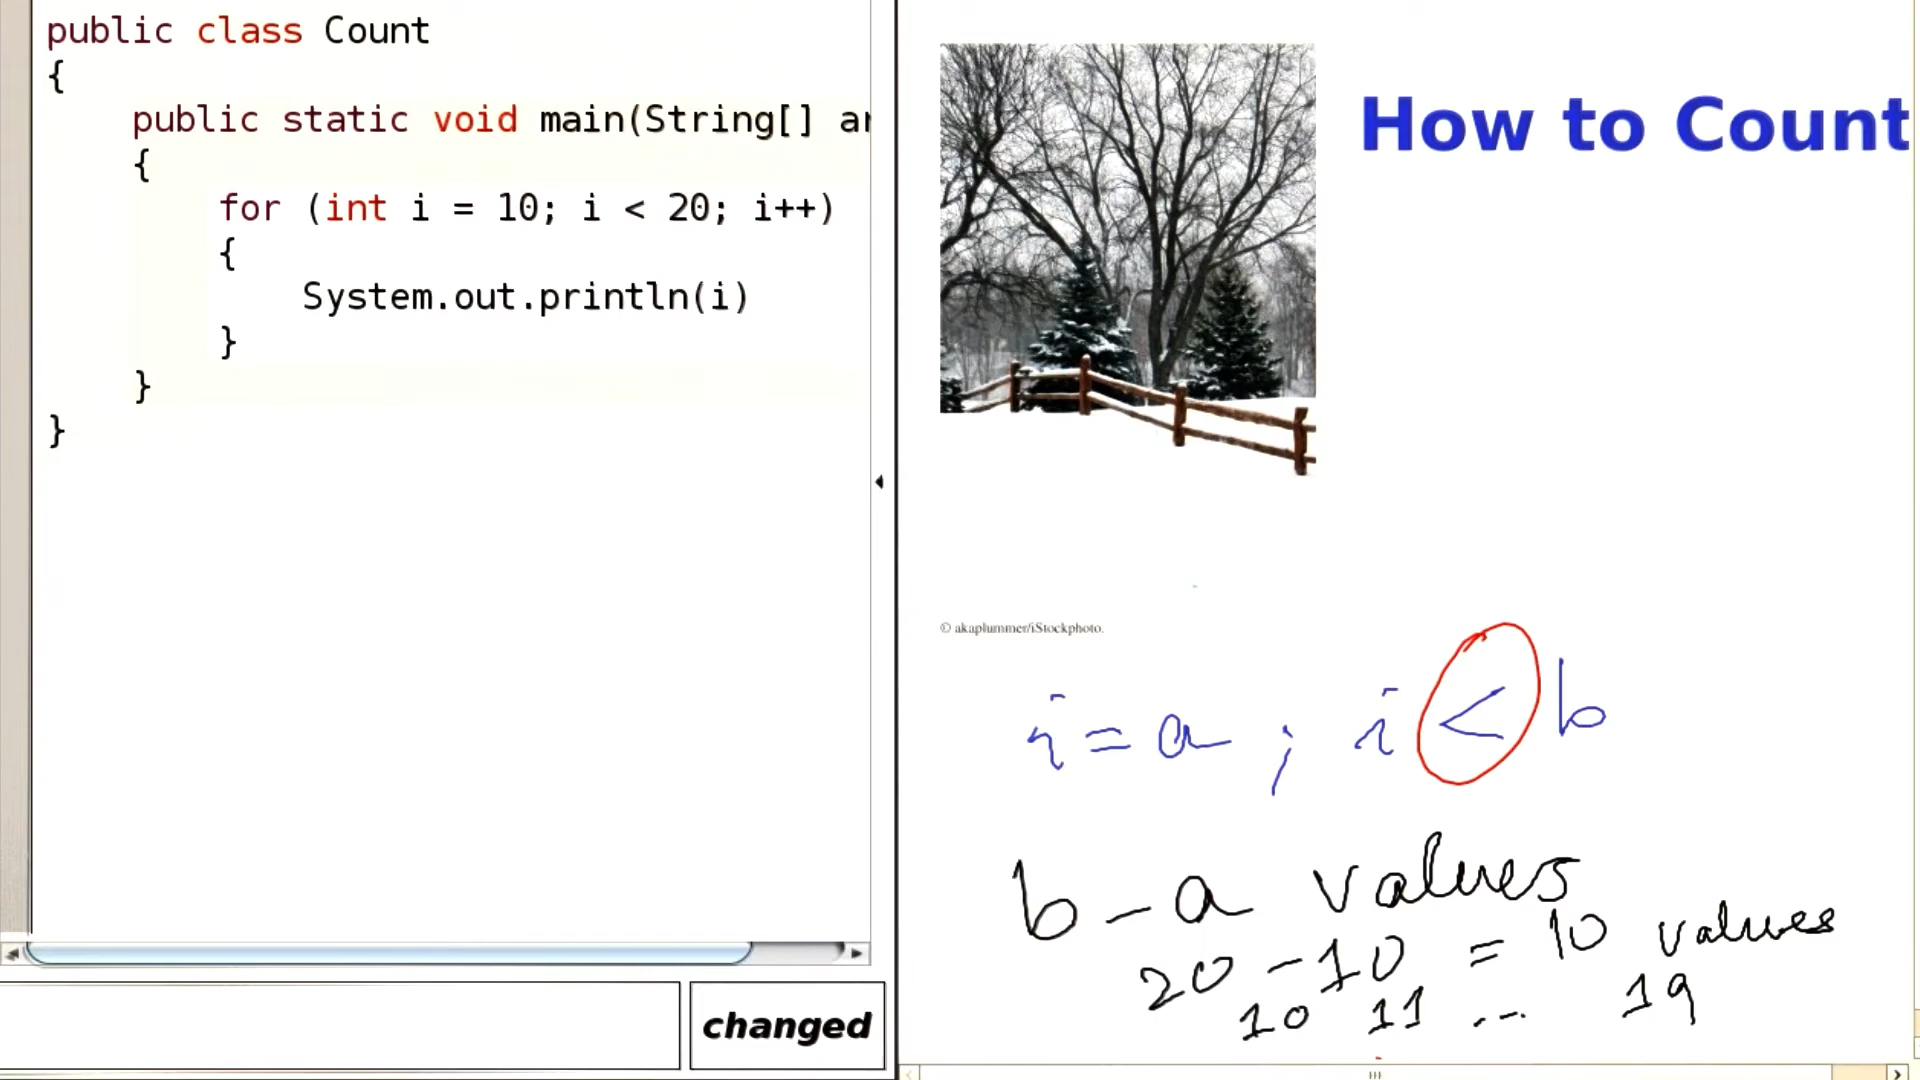 public class Count
{
public static void main(String[] ar
{
for (int i = 10; i < 20; i++)
{
System.out.println(i)
}
}
}
changed
How to Count
© akaplummer/iStockphoto.
i = a ; i < b
b - a values
20 - 10 = 10 values
10 11 ... 19